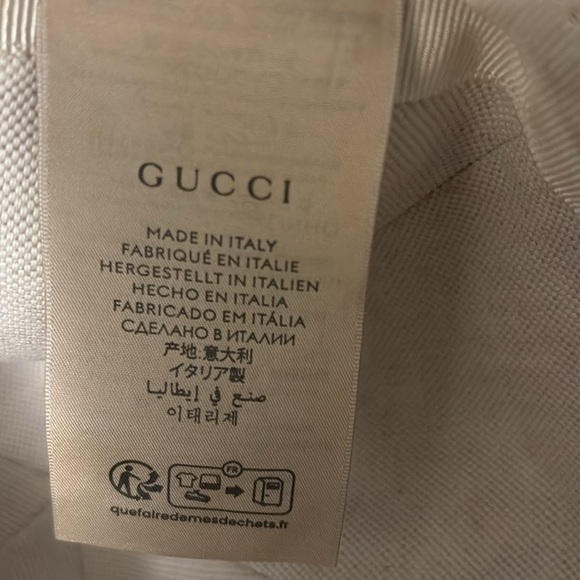 GUCCI
MADE IN ITALY
FABRIQUÉ EN ITALIE
HERGESTELLT IN ITALIEN
HECHO EN ITALIA
FABRICADO EM ITÁLIA
СДЕЛАНО В ИТАЛИИ
产地:意大利
イタリア製
صنع في إيطاليا
이태리제
FR
quefairedemesdechets.fr